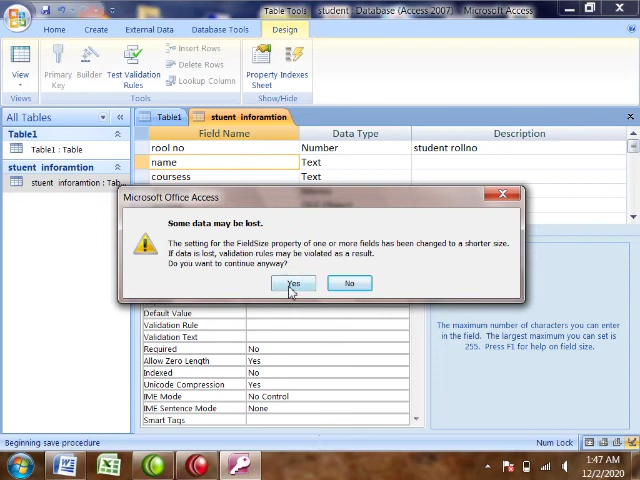 Table Tools
student : Database (Access 2007) - Microsoft Access
Home
Create
External Data
Database Tools
Design
View
Primary Key
Builder
Test Validation Rules
Insert Rows
Delete Rows
Lookup Column
Property Sheet
Indexes
Views
Tools
Show/Hide
All Tables
Table1
Table1 : Table
stuent inforamtion
stuent inforamtion : Tab...
Table1
stuent inforamtion
Field Name
Data Type
Description
rool no
Number
student rollno
name
Text
coursess
Text
Microsoft Office Access
Some data may be lost.
The setting for the FieldSize property of one or more fields has been changed to a shorter size.
If data is lost, validation rules may be violated as a result.
Do you want to continue anyway?
Yes
No
Default Value
Validation Rule
Validation Text
Required No
Allow Zero Length Yes
Indexed No
Unicode Compression Yes
IME Mode No Control
IME Sentence Mode None
Smart Tags
The maximum number of characters you can enter
in the field. The largest maximum you can set is
255. Press F1 for help on field size.
Beginning save procedure
Num Lock
1:47 AM
12/2/2020